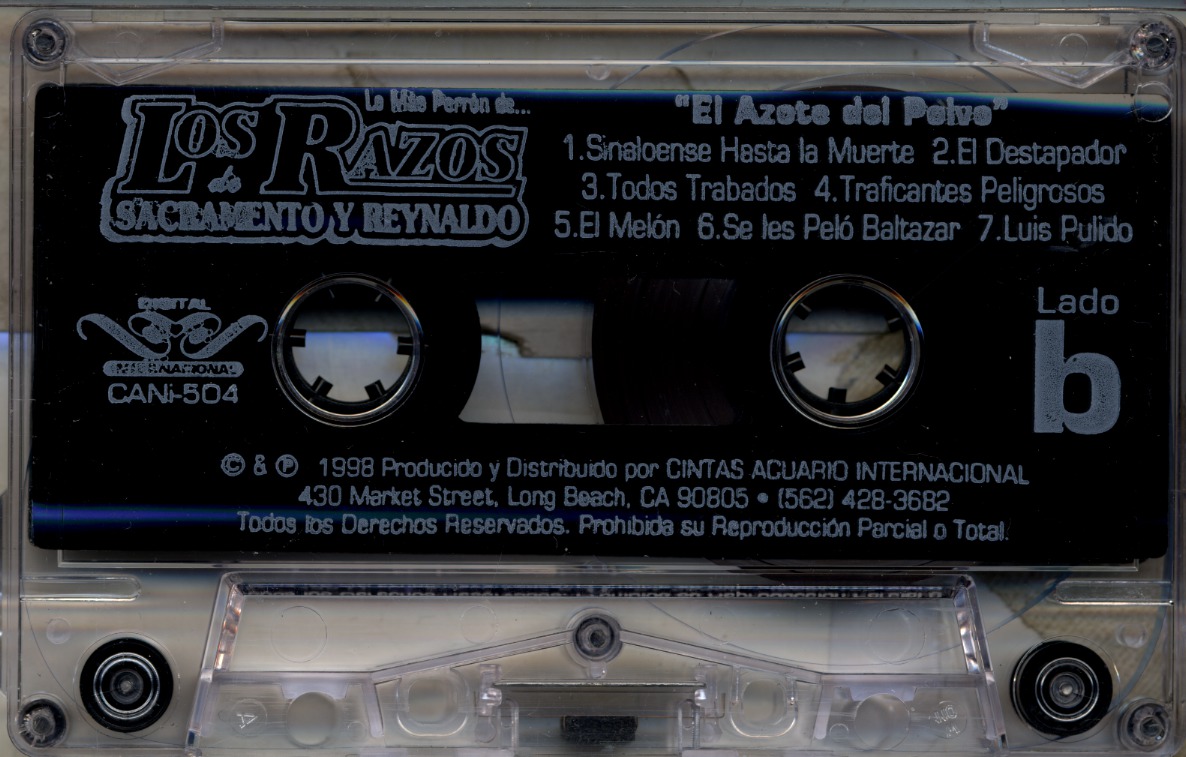 Lo Más Perrón de...
LOS RAZOS
de
SACRAMENTO Y REYNALDO
"El Azote del Polvo"
1.Sinaloense Hasta la Muerte 2.El Destapador
3.Todos Trabados 4.Traficantes Peligrosos
5.El Melón 6.Se les Peló Baltazar 7.Luis Pulido
DIGITAL
INTERNACIONAL
CANi-504
Lado
b
© & ℗ 1998 Producido y Distribuido por CINTAS ACUARIO INTERNACIONAL
430 Market Street, Long Beach, CA 90805 • (562) 428-3682
Todos los Derechos Reservados. Prohibida su Reproducción Parcial o Total.